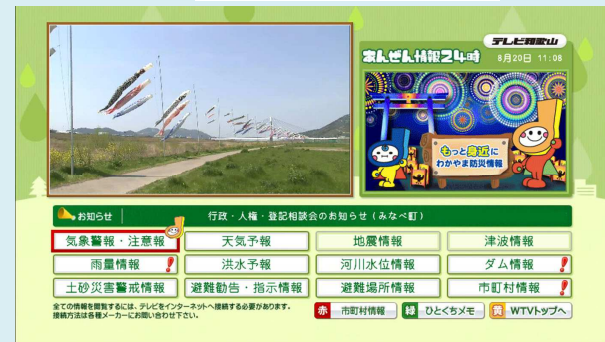 テレビ和歌山
あんぜん情報24時
8月20日 11:08
もっと身近に
わかやま防災情報
お知らせ
行政・人権・登記相談会のお知らせ(みなべ町)
気象警報・注意報
天気予報
地震情報
津波情報
雨量情報
洪水予報
河川水位情報
ダム情報
土砂災害警戒情報
避難勧告・指示情報
避難場所情報
市町村情報
全ての情報を閲覧するには、テレビをインターネットへ接続する必要があります。
接続方法は各種メーカーにお問い合わせ下さい。
赤 市町村情報
緑 ひとくちメモ
黄 WTVトップへ